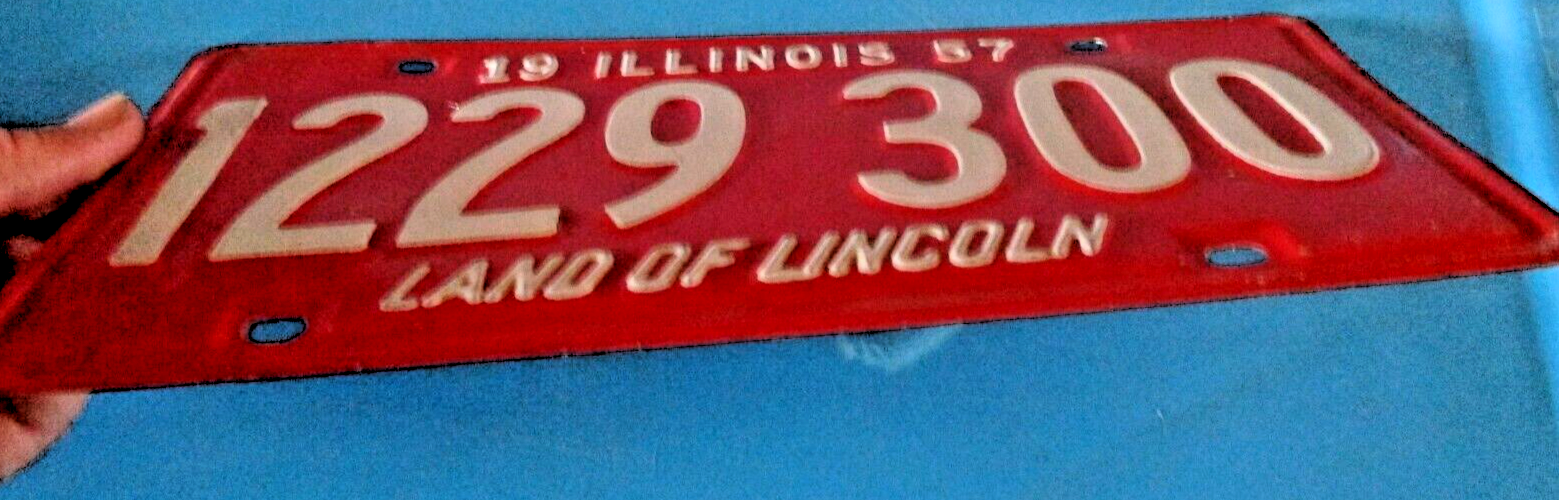 19 ILLINOIS 57
1229 300
LAND OF LINCOLN